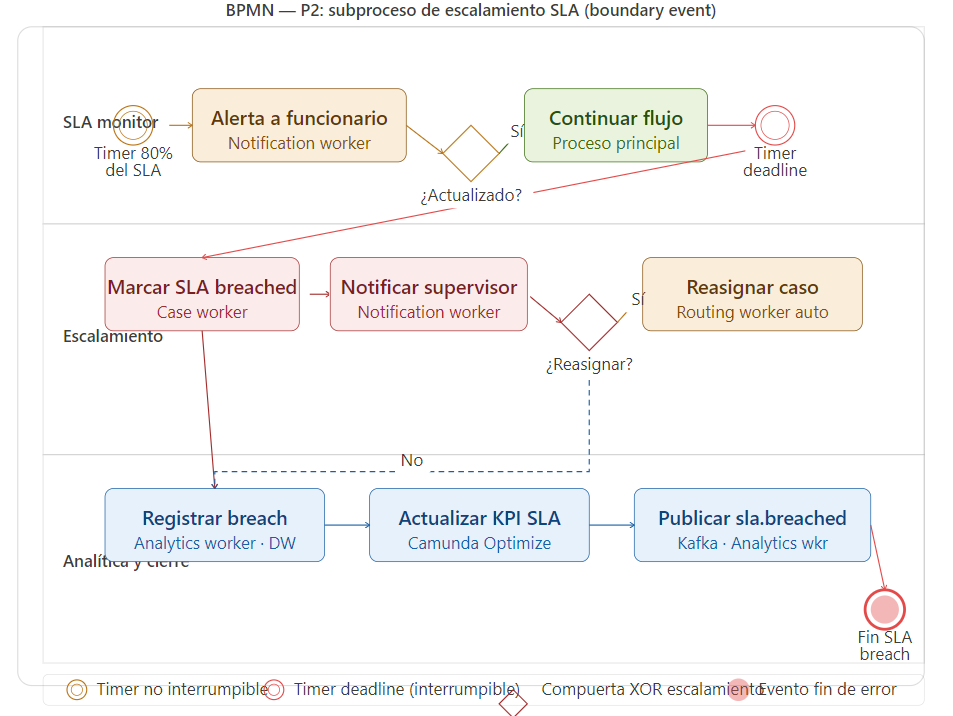 BPMN — P2: subproceso de escalamiento SLA (boundary event)
SLA monitor
Timer 80%
del SLA
Alerta a funcionario
Notification worker
¿Actualizado?
Sí
Continuar flujo
Proceso principal
Timer
deadline
Escalamiento
Marcar SLA breached
Case worker
Notificar supervisor
Notification worker
¿Reasignar?
Sí
Reasignar caso
Routing worker auto
No
Analítica y cierre
Registrar breach
Analytics worker · DW
Actualizar KPI SLA
Camunda Optimize
Publicar sla.breached
Kafka · Analytics wkr
Fin SLA
breach
Timer no interrumpible
Timer deadline (interrumpible)
Compuerta XOR escalamiento
Evento fin de error